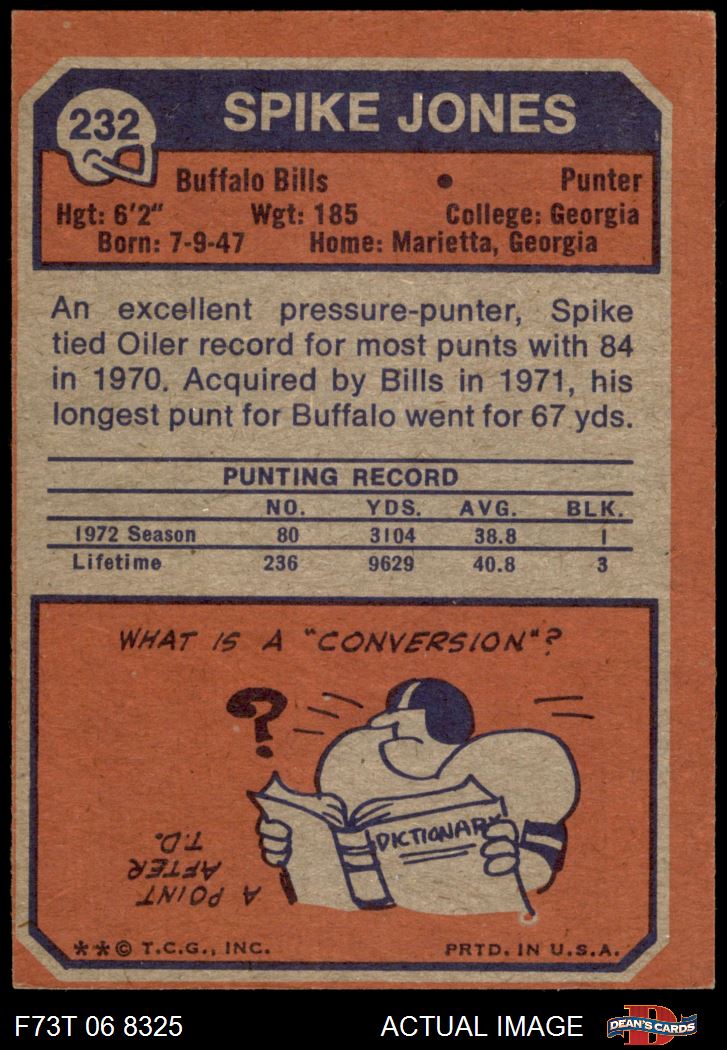 232
SPIKE JONES
Buffalo Bills • Punter
Hgt: 6'2" Wgt: 185 College: Georgia
Born: 7-9-47 Home: Marietta, Georgia
An excellent pressure-punter, Spike
tied Oiler record for most punts with 84
in 1970. Acquired by Bills in 1971, his
longest punt for Buffalo went for 67 yds.
PUNTING RECORD
NO. YDS. AVG. BLK.
1972 Season 80 3104 38.8 1
Lifetime 236 9629 40.8 3
WHAT IS A "CONVERSION"?
?
DICTIONARY
A POINT
AFTER
T.D.
**© T.C.G., INC. PRTD. IN U.S.A.
F73T 06 8325 ACTUAL IMAGE
D
DEAN'S CARDS